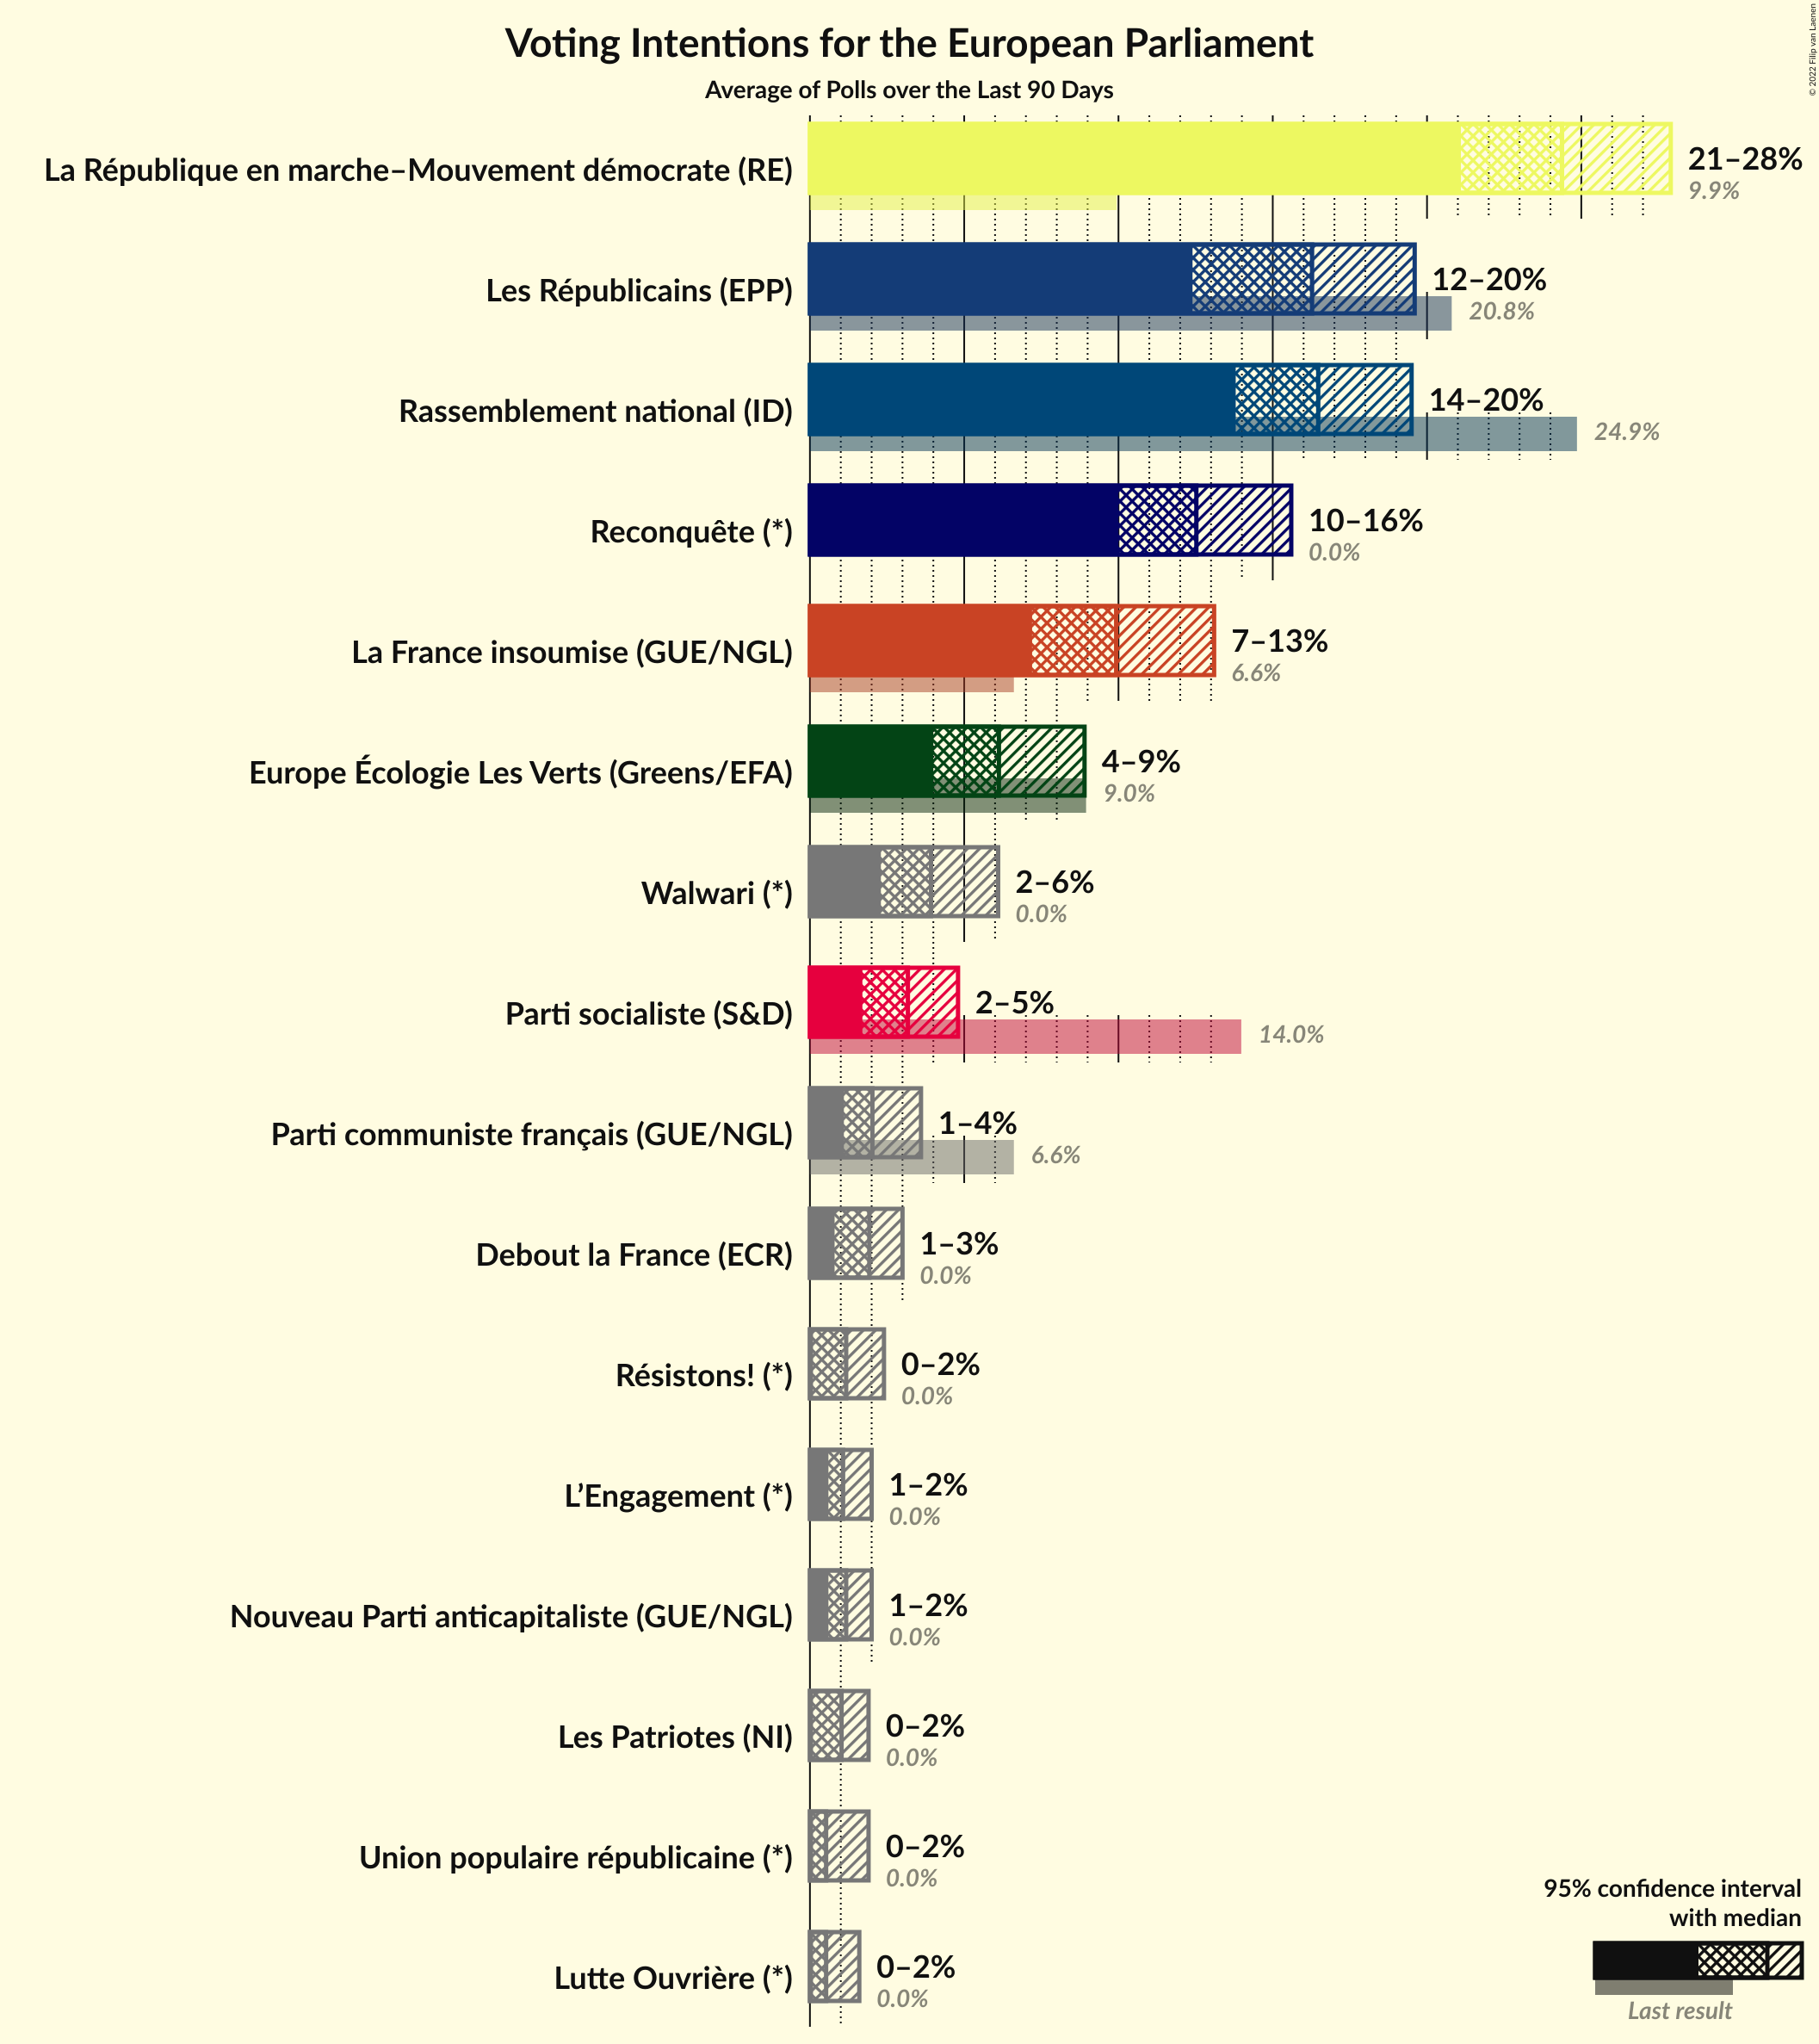 Voting Intentions for the European Parliament
Average of Polls over the Last 90 Days
© 2022 Filip van Laenen
La République en marche–Mouvement démocrate (RE)
21–28%
9.9%
Les Républicains (EPP)
12–20%
20.8%
Rassemblement national (ID)
14–20%
24.9%
Reconquête (*)
10–16%
0.0%
La France insoumise (GUE/NGL)
7–13%
6.6%
Europe Écologie Les Verts (Greens/EFA)
4–9%
9.0%
Walwari (*)
2–6%
0.0%
Parti socialiste (S&D)
2–5%
14.0%
Parti communiste français (GUE/NGL)
1–4%
6.6%
Debout la France (ECR)
1–3%
0.0%
Résistons! (*)
0–2%
0.0%
L’Engagement (*)
1–2%
0.0%
Nouveau Parti anticapitaliste (GUE/NGL)
1–2%
0.0%
Les Patriotes (NI)
0–2%
0.0%
Union populaire républicaine (*)
0–2%
0.0%
Lutte Ouvrière (*)
0–2%
0.0%
95% confidence interval
with median
Last result